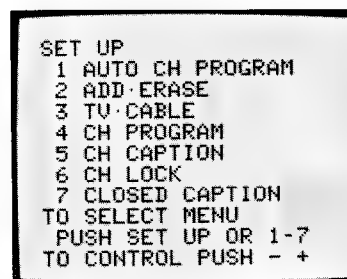 SET UP
1 AUTO CH PROGRAM
2 ADD·ERASE
3 TV·CABLE
4 CH PROGRAM
5 CH CAPTION
6 CH LOCK
7 CLOSED CAPTION
TO SELECT MENU
PUSH SET UP OR 1-7
TO CONTROL PUSH - +